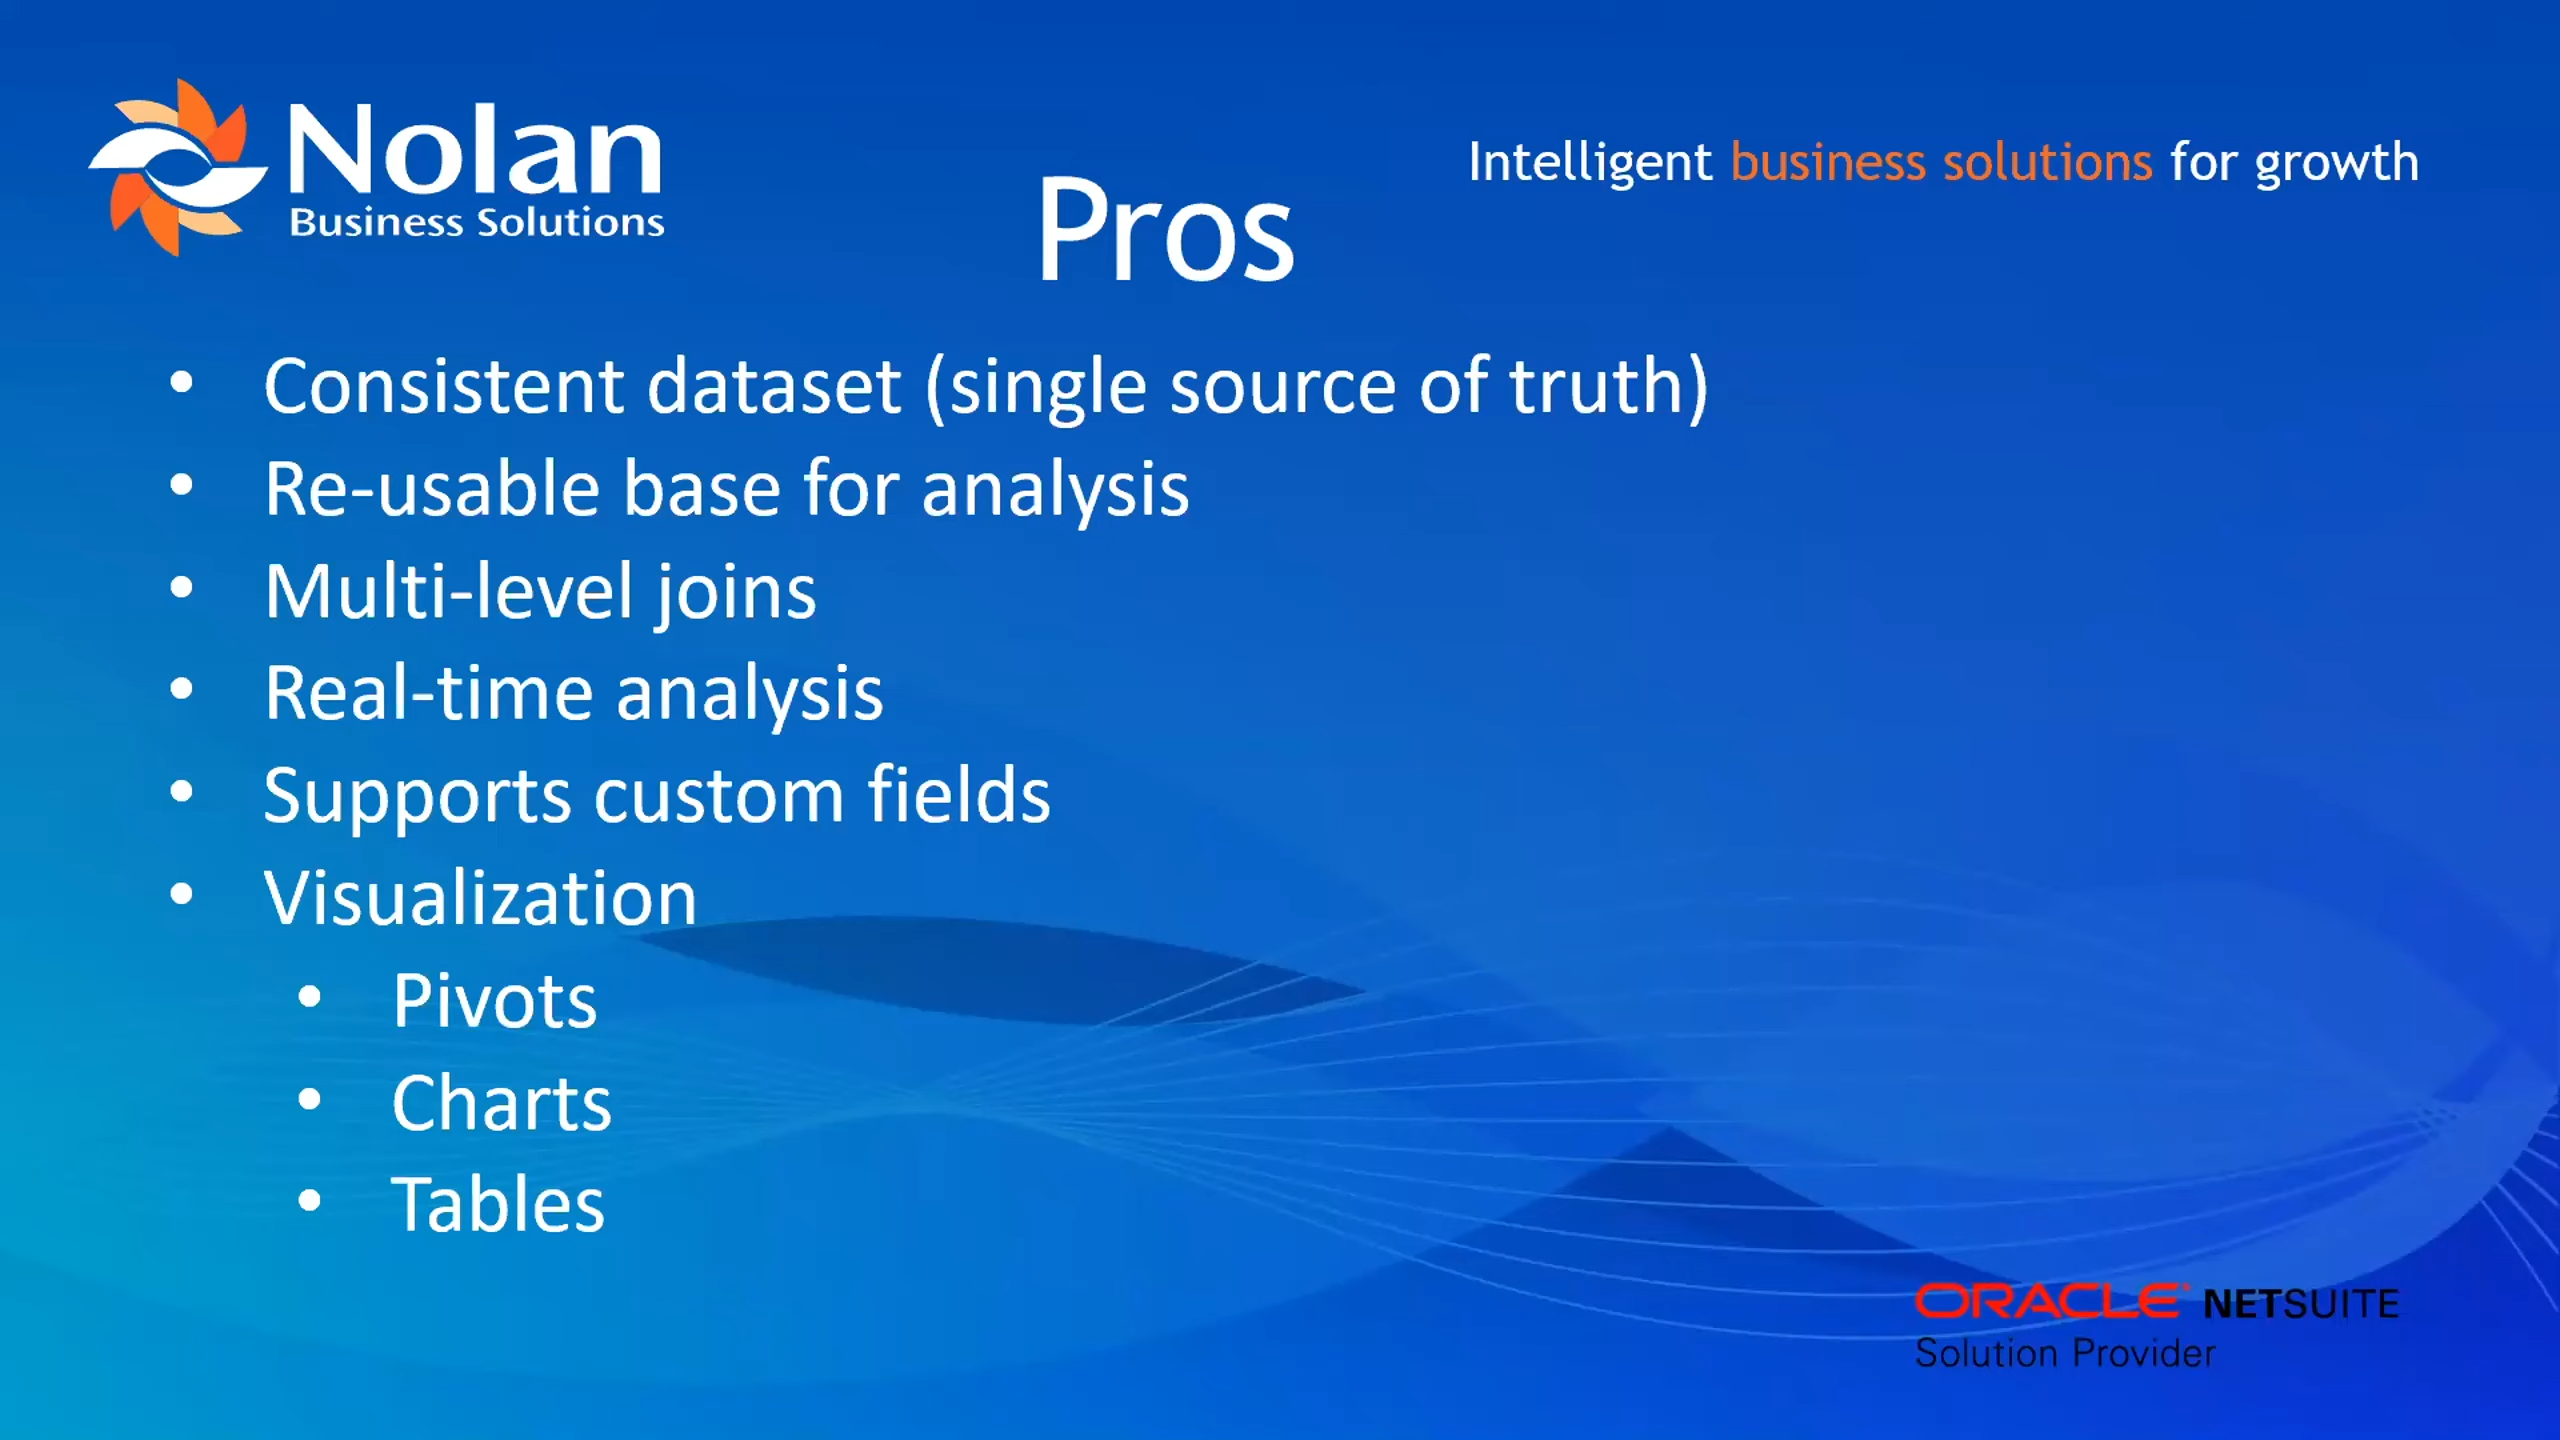 Nolan
Business Solutions
Intelligent business solutions for growth
Pros
• Consistent dataset (single source of truth)
• Re-usable base for analysis
• Multi-level joins
• Real-time analysis
• Supports custom fields
• Visualization
• Pivots
• Charts
• Tables
ORACLE NETSUITE
Solution Provider